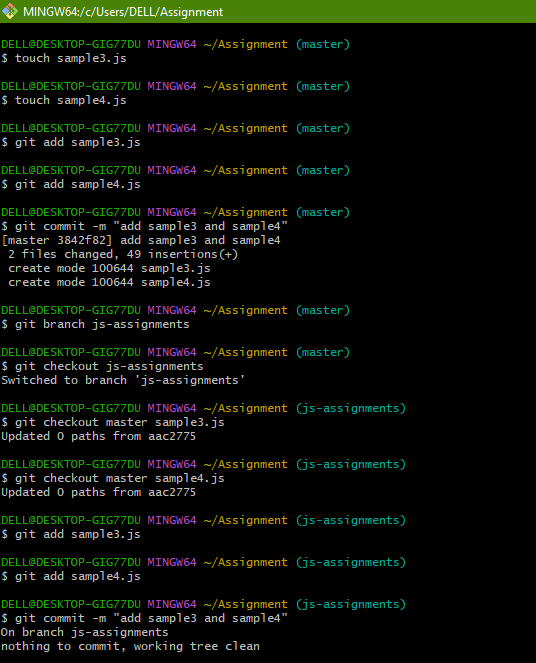 MINGW64:/c/Users/DELL/Assignment
DELL@DESKTOP-GIG77DU MINGW64 ~/Assignment (master)
$ touch sample3.js
DELL@DESKTOP-GIG77DU MINGW64 ~/Assignment (master)
$ touch sample4.js
DELL@DESKTOP-GIG77DU MINGW64 ~/Assignment (master)
$ git add sample3.js
DELL@DESKTOP-GIG77DU MINGW64 ~/Assignment (master)
$ git add sample4.js
DELL@DESKTOP-GIG77DU MINGW64 ~/Assignment (master)
$ git commit -m "add sample3 and sample4"
[master 3842f82] add sample3 and sample4
2 files changed, 49 insertions(+)
create mode 100644 sample3.js
create mode 100644 sample4.js
DELL@DESKTOP-GIG77DU MINGW64 ~/Assignment (master)
$ git branch js-assignments
DELL@DESKTOP-GIG77DU MINGW64 ~/Assignment (master)
$ git checkout js-assignments
Switched to branch 'js-assignments'
DELL@DESKTOP-GIG77DU MINGW64 ~/Assignment (js-assignments)
$ git checkout master sample3.js
Updated 0 paths from aac2775
DELL@DESKTOP-GIG77DU MINGW64 ~/Assignment (js-assignments)
$ git checkout master sample4.js
Updated 0 paths from aac2775
DELL@DESKTOP-GIG77DU MINGW64 ~/Assignment (js-assignments)
$ git add sample3.js
DELL@DESKTOP-GIG77DU MINGW64 ~/Assignment (js-assignments)
$ git add sample4.js
DELL@DESKTOP-GIG77DU MINGW64 ~/Assignment (js-assignments)
$ git commit -m "add sample3 and sample4"
On branch js-assignments
nothing to commit, working tree clean